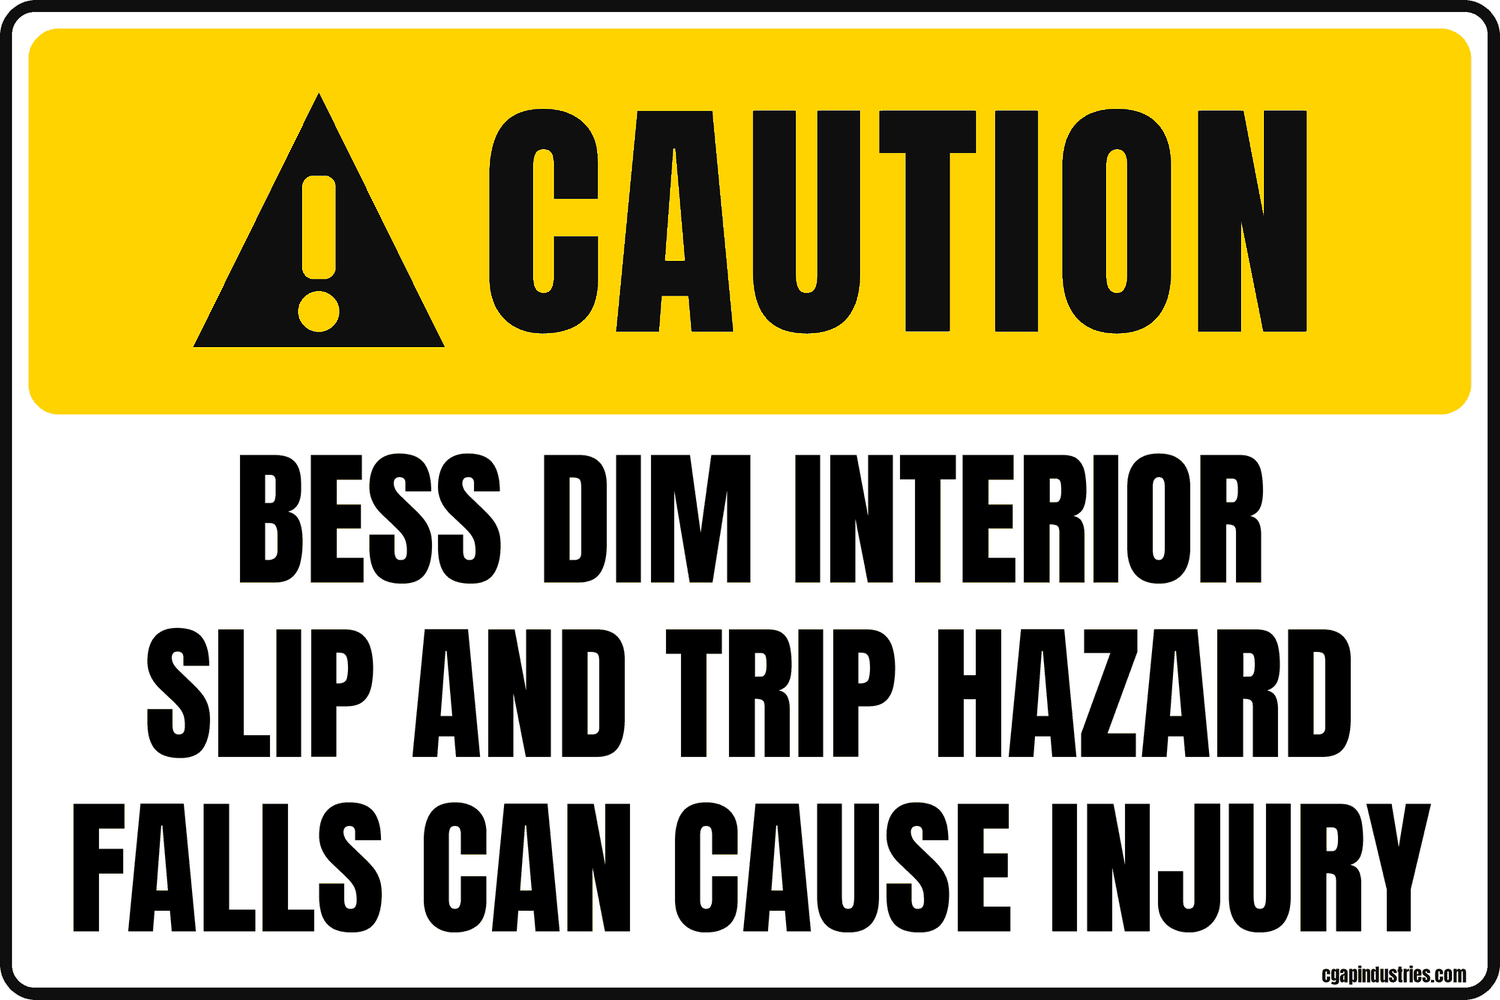 CAUTION
BESS DIM INTERIOR
SLIP AND TRIP HAZARD
FALLS CAN CAUSE INJURY
cgapindustries.com